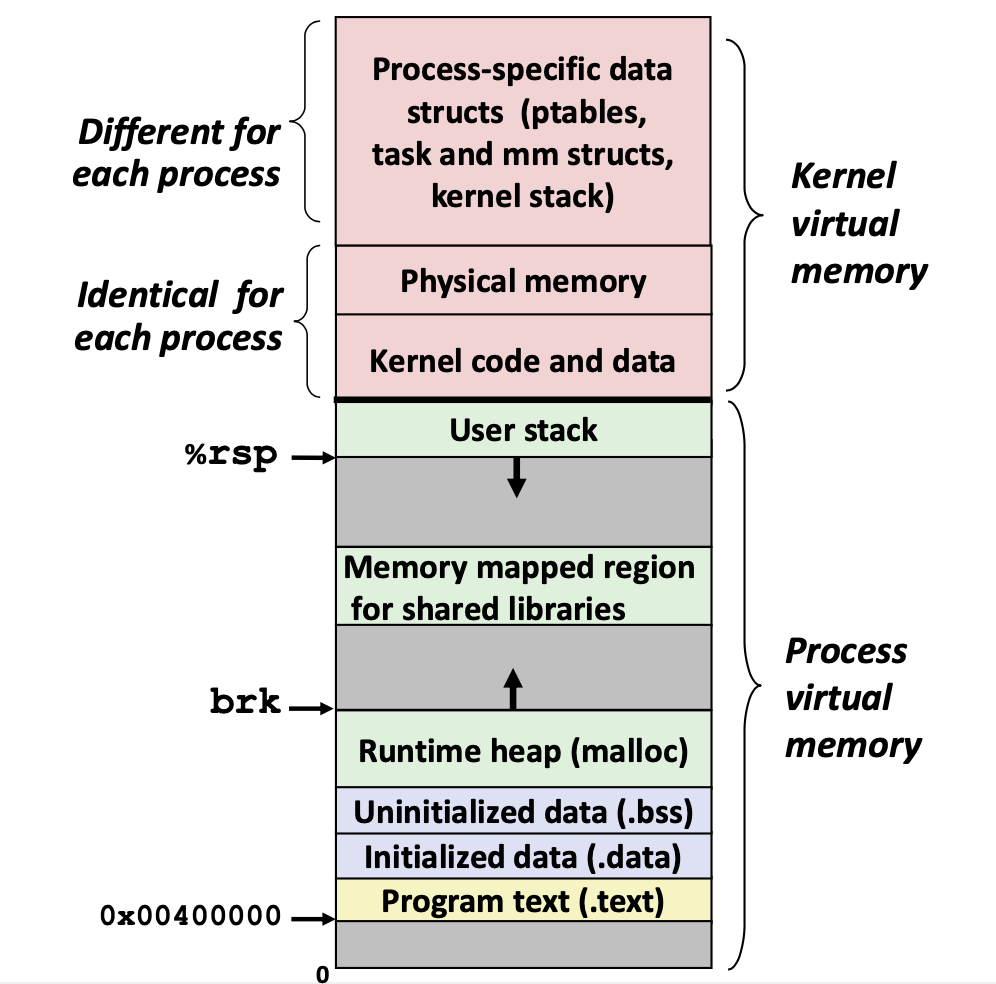 Process-specific data
structs (ptables,
task and mm structs,
kernel stack)
Different for
each process
Kernel
virtual
memory
Physical memory
Identical for
each process
Kernel code and data
User stack
%rsp
Memory mapped region
for shared libraries
Process
virtual
memory
brk
Runtime heap (malloc)
Uninitialized data (.bss)
Initialized data (.data)
Program text (.text)
0x00400000
0